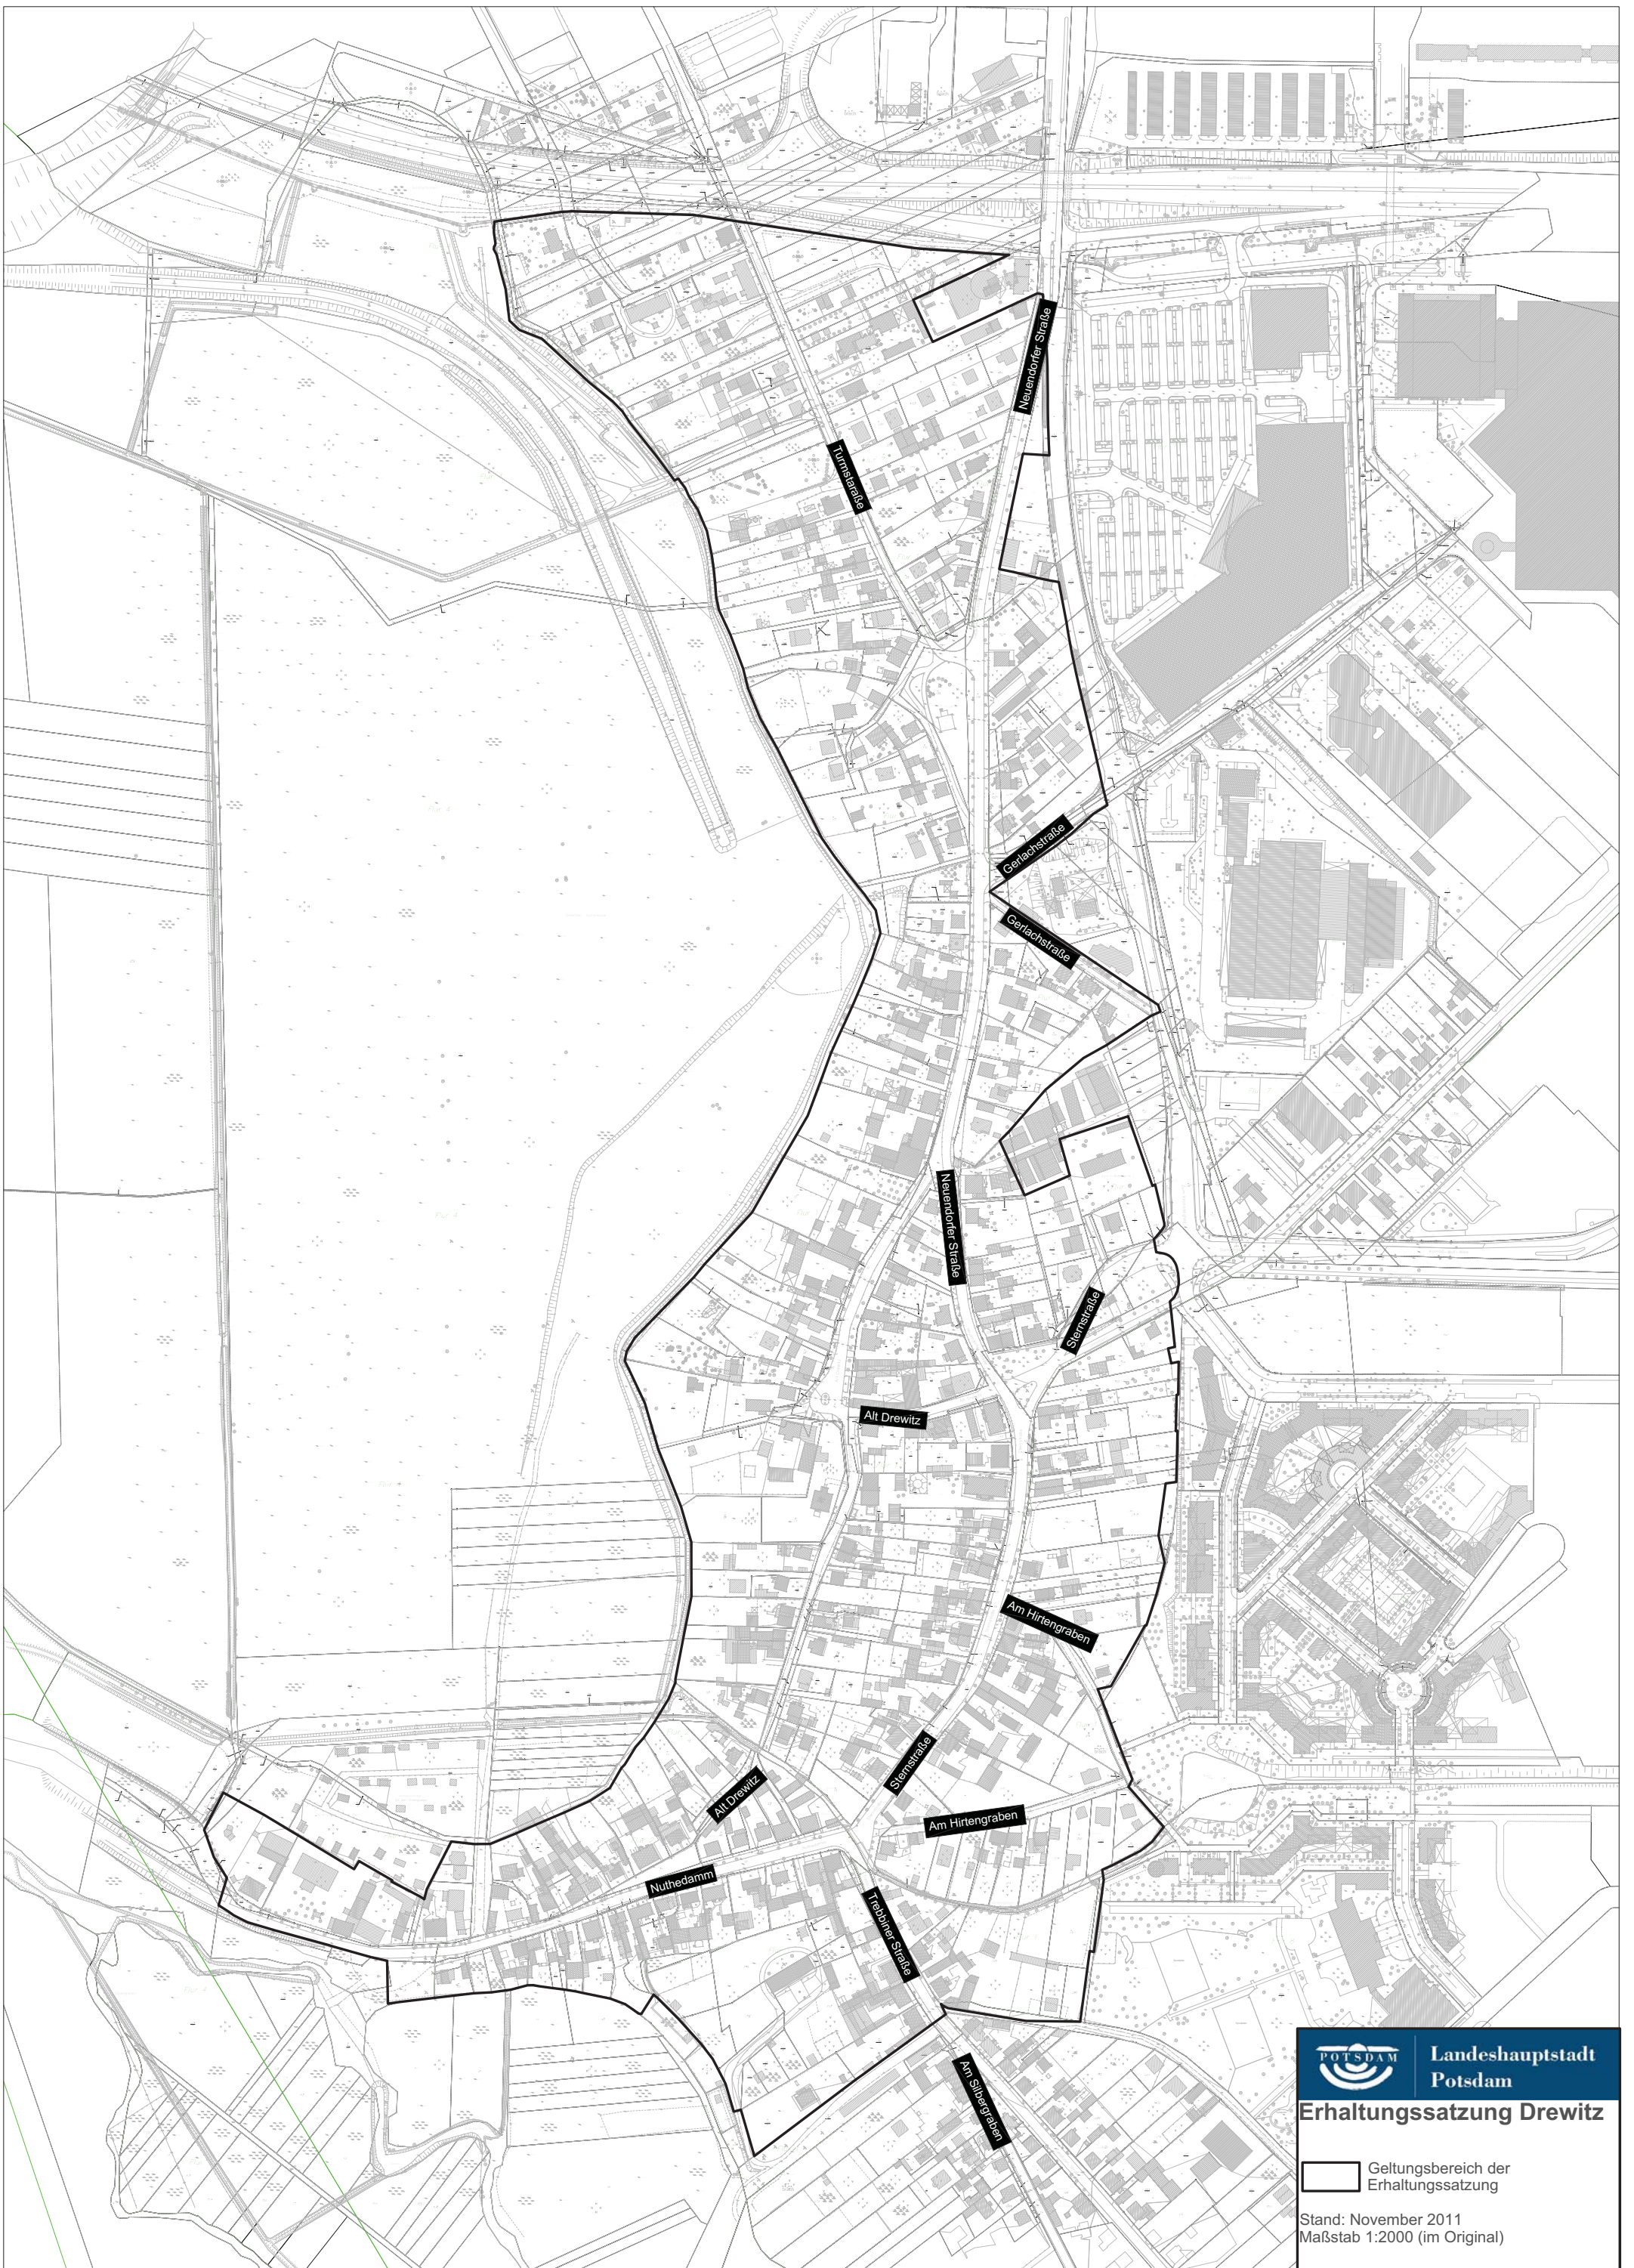 Neuendorfer Straße
Turmstaraße
Gerlachstraße
Gerlachstraße
Neuendorfer Straße
Sternstraße
Alt Drewitz
Am Hirtengraben
Sternstraße
Alt Drewitz
Am Hirtengraben
Nuthedamm
Trebbiner Straße
Am Silbergraben
POTSDAM
Landeshauptstadt
Potsdam
Erhaltungssatzung Drewitz
Geltungsbereich der
Erhaltungssatzung
Stand: November 2011
Maßstab 1:2000 (im Original)